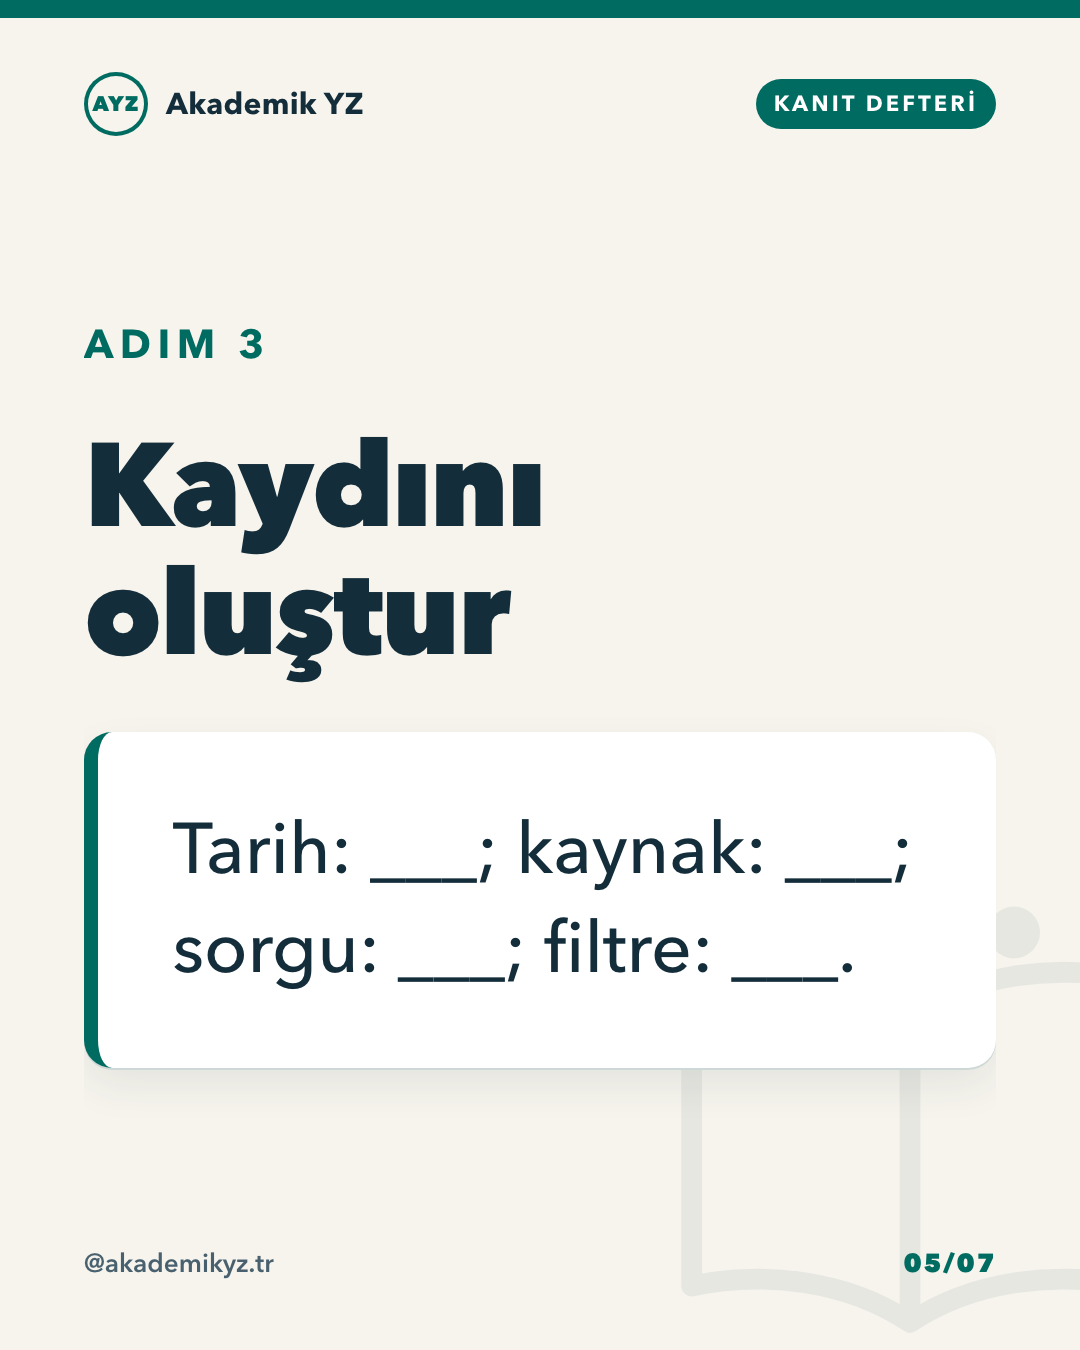 AYZ Akademik YZ
KANIT DEFTERİ
ADIM 3
Kaydını
oluştur
Tarih: ___; kaynak: ___;
sorgu: ___; filtre: ___.
@akademikyz.tr
05/07